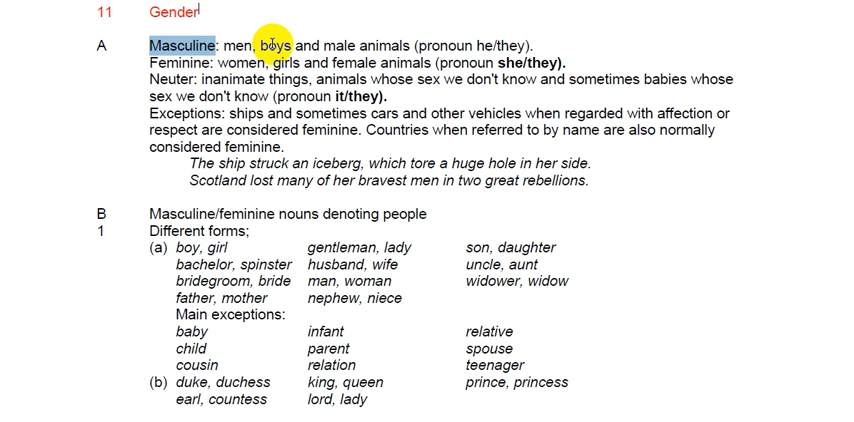 11 Gender
A Masculine: men, boys and male animals (pronoun he/they).
Feminine: women, girls and female animals (pronoun she/they).
Neuter: inanimate things, animals whose sex we don't know and sometimes babies whose
sex we don't know (pronoun it/they).
Exceptions: ships and sometimes cars and other vehicles when regarded with affection or
respect are considered feminine. Countries when referred to by name are also normally
considered feminine.
The ship struck an iceberg, which tore a huge hole in her side.
Scotland lost many of her bravest men in two great rebellions.
B Masculine/feminine nouns denoting people
1 Different forms;
(a) boy, girl gentleman, lady son, daughter
bachelor, spinster husband, wife uncle, aunt
bridegroom, bride man, woman widower, widow
father, mother nephew, niece
Main exceptions:
baby infant relative
child parent spouse
cousin relation teenager
(b) duke, duchess king, queen prince, princess
earl, countess lord, lady